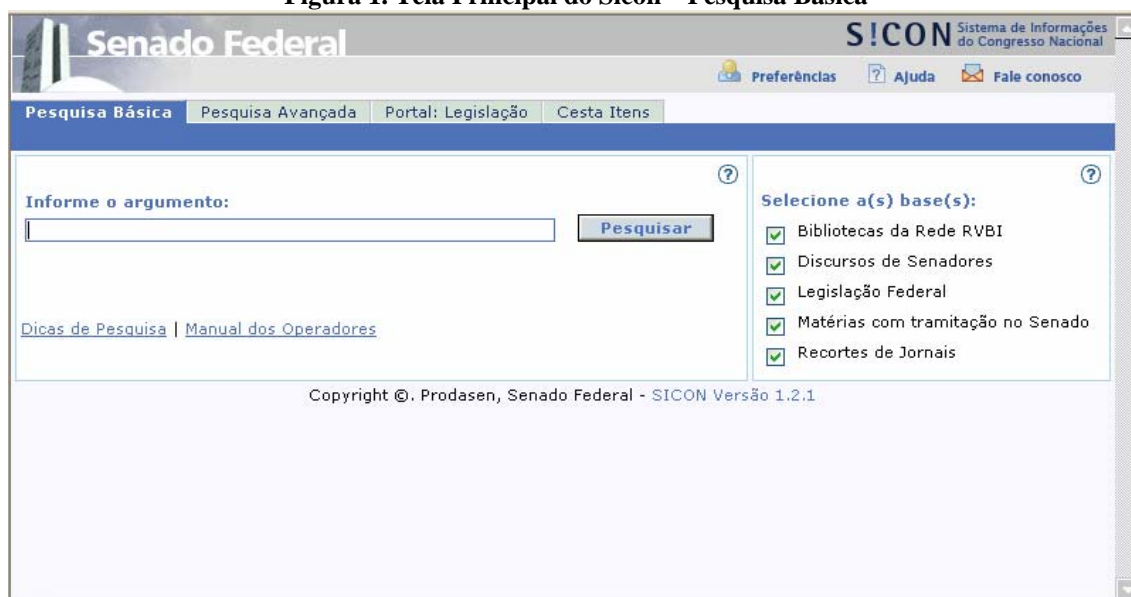 Figura 1. Tela Principal do Sicon – Pesquisa Básica
Senado Federal
S!CON Sistema de Informações do Congresso Nacional
Preferências Ajuda Fale conosco
Pesquisa Básica Pesquisa Avançada Portal: Legislação Cesta Itens
Informe o argumento:
Pesquisar
Dicas de Pesquisa | Manual dos Operadores
Selecione a(s) base(s):
Bibliotecas da Rede RVBI
Discursos de Senadores
Legislação Federal
Matérias com tramitação no Senado
Recortes de Jornais
Copyright ©. Prodasen, Senado Federal - SICON Versão 1.2.1